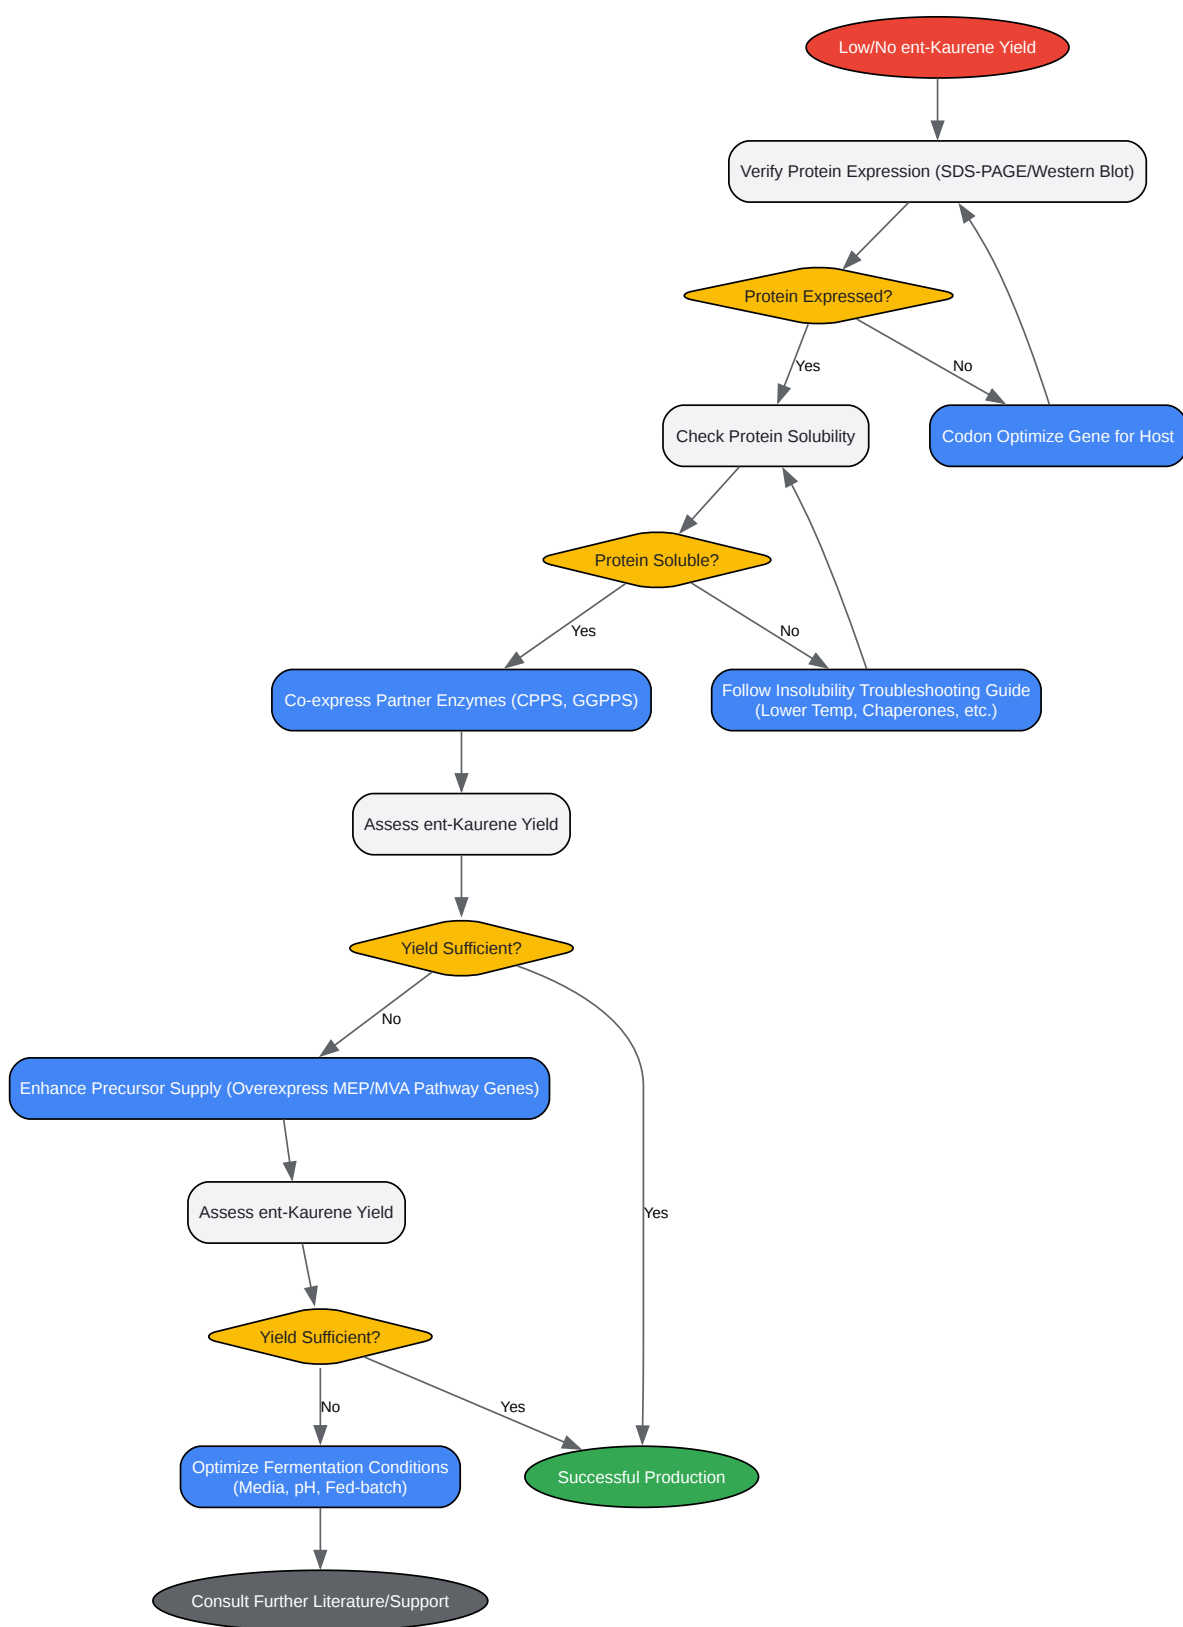 Low/No ent-Kaurene Yield
Verify Protein Expression (SDS-PAGE/Western Blot)
Protein Expressed?
Yes
No
Check Protein Solubility
Codon Optimize Gene for Host
Protein Soluble?
Yes
No
Co-express Partner Enzymes (CPPS, GGPPS)
Follow Insolubility Troubleshooting Guide
(Lower Temp, Chaperones, etc.)
Assess ent-Kaurene Yield
Yield Sufficient?
No
Enhance Precursor Supply (Overexpress MEP/MVA Pathway Genes)
Assess ent-Kaurene Yield
Yes
Yield Sufficient?
No
Yes
Optimize Fermentation Conditions
(Media, pH, Fed-batch)
Successful Production
Consult Further Literature/Support